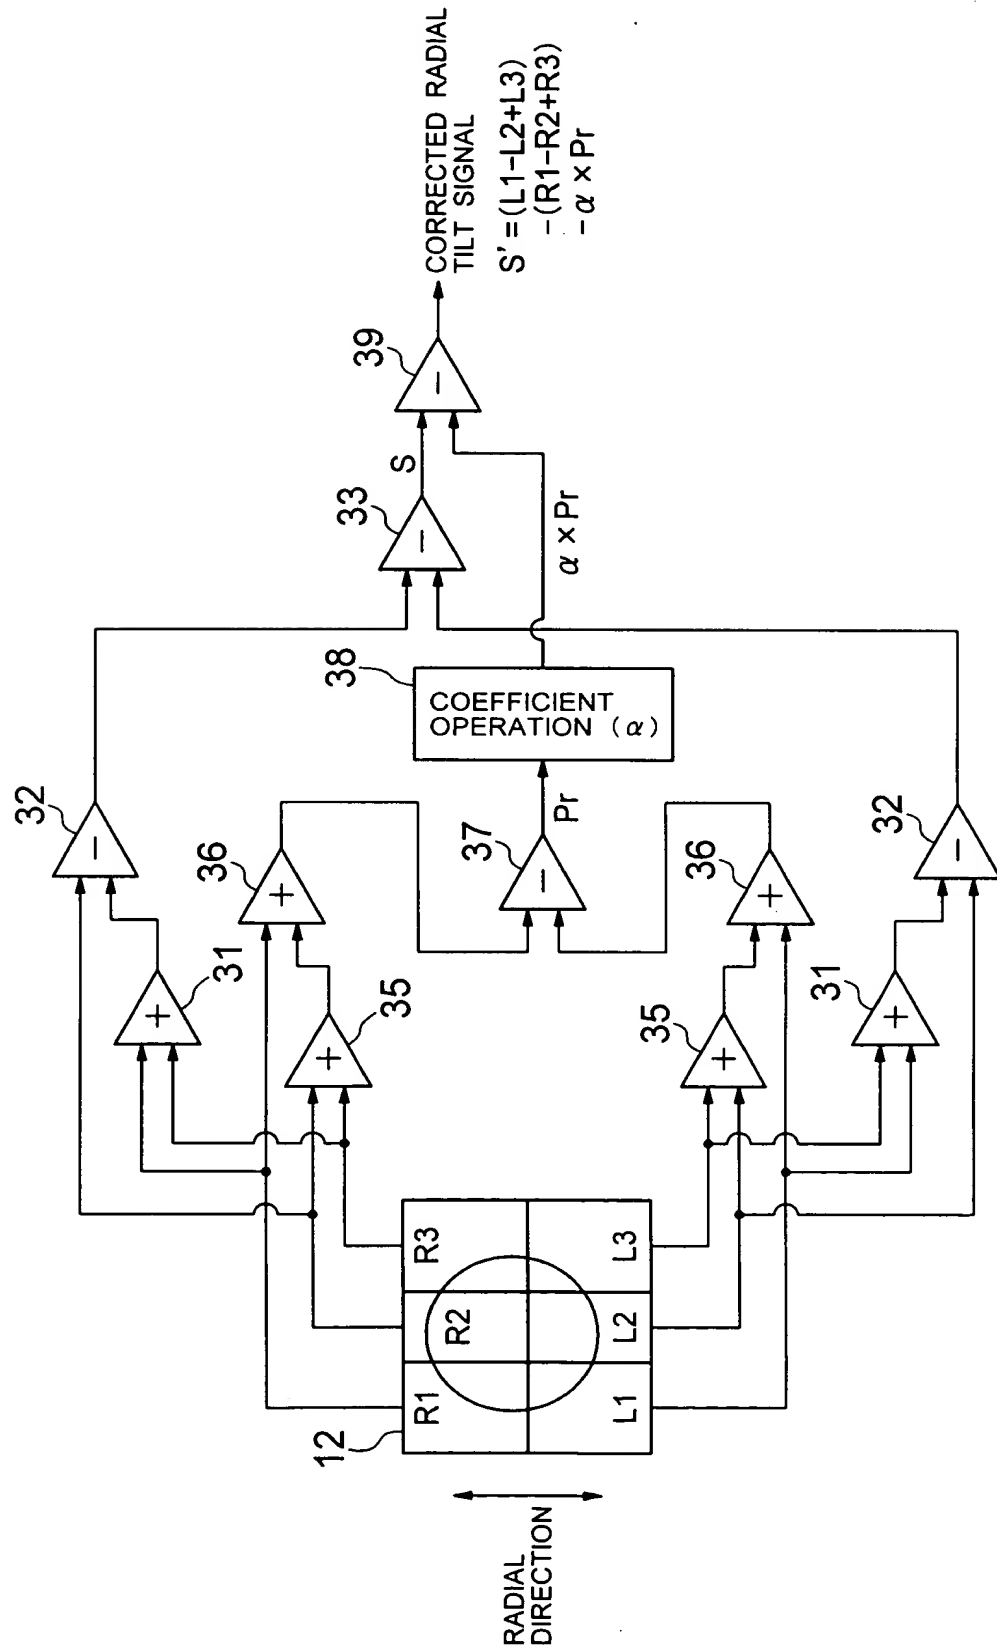 RADIAL
DIRECTION
12
R1
R2
R3
L1
L2
L3
31
32
35
36
+
+
+
−
37
−
Pr
35
36
31
32
+
+
+
−
38
COEFFICIENT
OPERATION (α)
α × Pr
33
−
S
39
−
CORRECTED RADIAL
TILT SIGNAL
S' = (L1−L2+L3)
−(R1−R2+R3)
−α × Pr